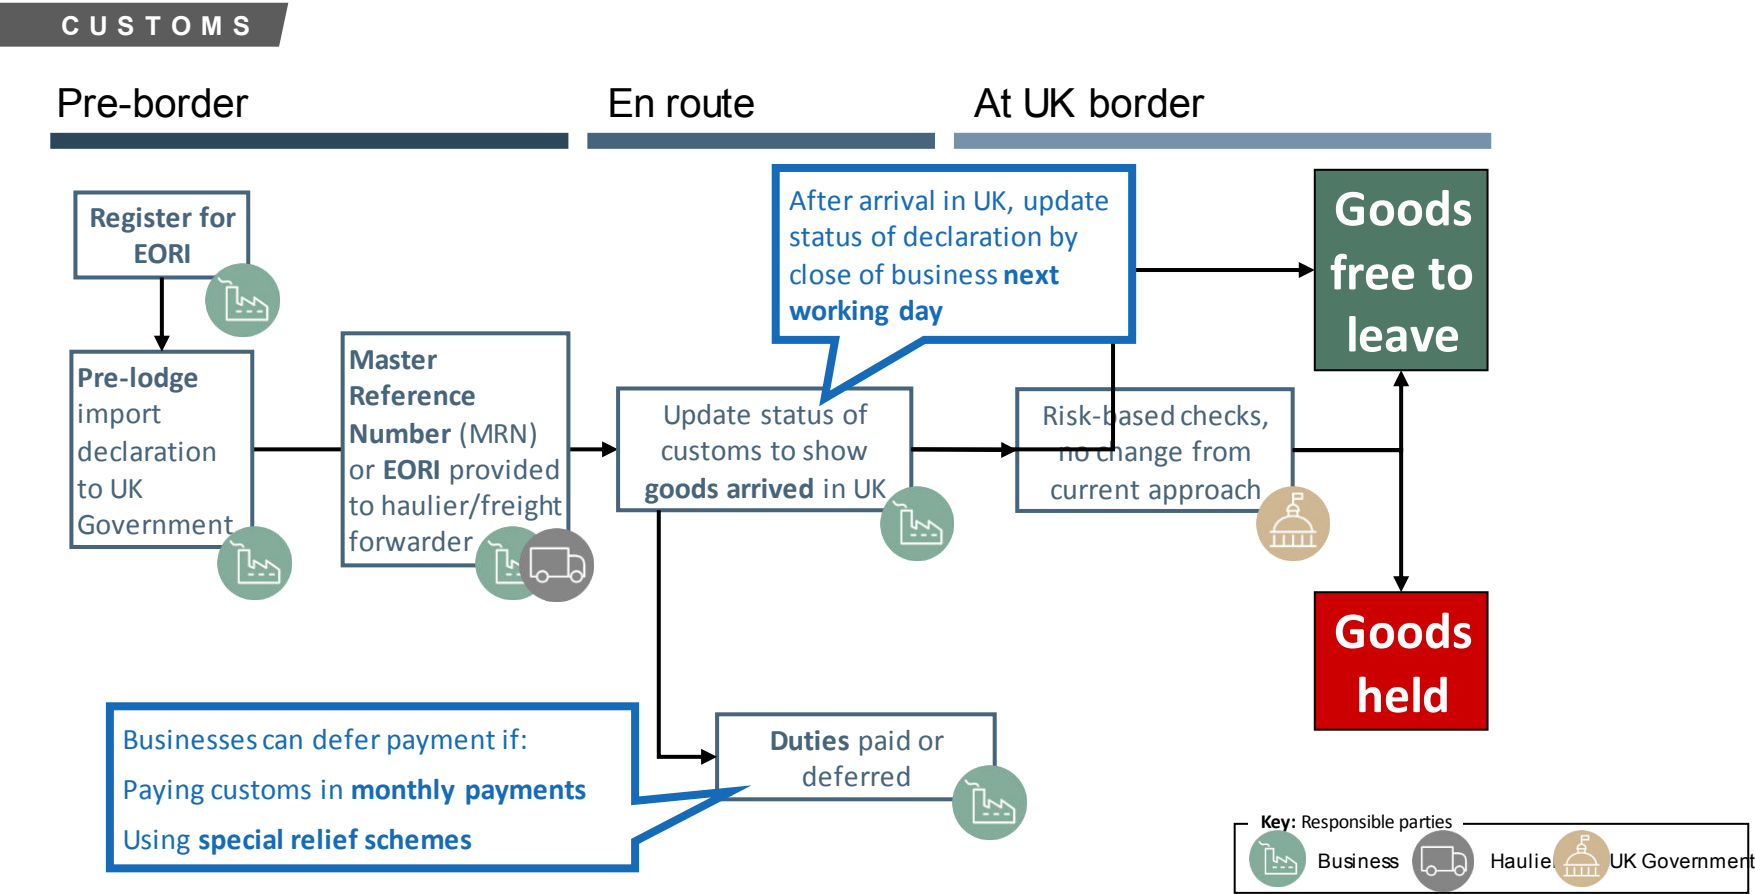 CUSTOMS
Pre-border
En route
At UK border
Register for
EORI
Pre-lodge
import
declaration
to UK
Government
Master
Reference
Number (MRN)
or EORI provided
to haulier/freight
forwarder
After arrival in UK, update
status of declaration by
close of business next
working day
Update status of
customs to show
goods arrived in UK
Risk-based checks,
no change from
current approach
Goods
free to
leave
Goods
held
Businesses can defer payment if:
Paying customs in monthly payments
Using special relief schemes
Duties paid or
deferred
Key: Responsible parties
Business
Haulie
UK Government